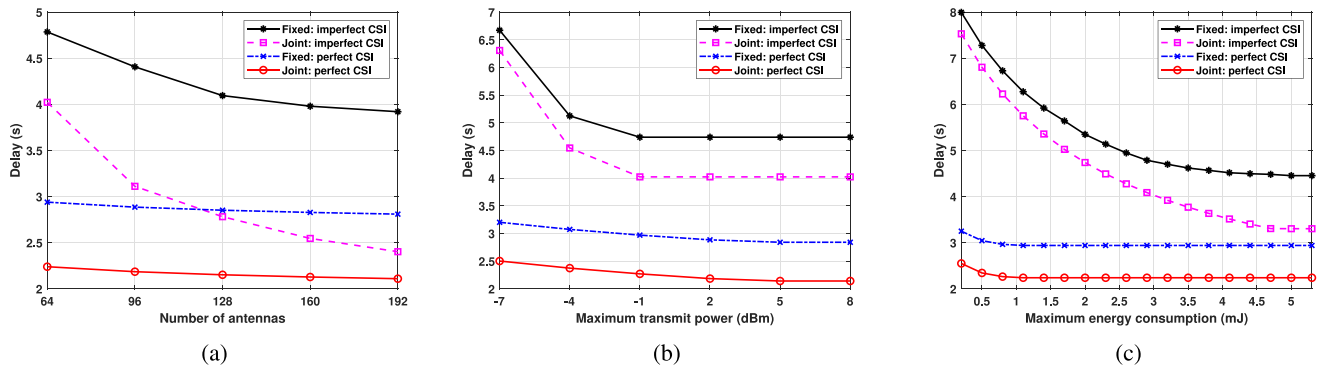 5
4.5
4
3.5
3
2.5
2
Delay (s)
64
96
128
160
192
Number of antennas
Fixed: imperfect CSI
Joint: imperfect CSI
Fixed: perfect CSI
Joint: perfect CSI
(a)
7
6.5
6
5.5
5
4.5
4
3.5
3
2.5
2
Delay (s)
-7
-4
-1
2
5
8
Maximum transmit power (dBm)
Fixed: imperfect CSI
Joint: imperfect CSI
Fixed: perfect CSI
Joint: perfect CSI
(b)
8
7
6
5
4
3
2
Delay (s)
0.5
1
1.5
2
2.5
3
3.5
4
4.5
5
Maximum energy consumption (mJ)
Fixed: imperfect CSI
Joint: imperfect CSI
Fixed: perfect CSI
Joint: perfect CSI
(c)